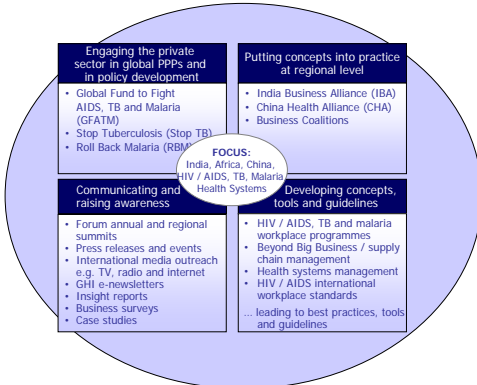 Engaging the private
sector in global PPPs and
in policy development
• Global Fund to Fight
AIDS, TB and Malaria
(GFATM)
• Stop Tuberculosis (Stop TB)
• Roll Back Malaria (RBM)
Putting concepts into practice
at regional level
• India Business Alliance (IBA)
• China Health Alliance (CHA)
• Business Coalitions
FOCUS:
India, Africa, China,
HIV / AIDS, TB, Malaria
Health Systems
Communicating and
raising awareness
• Forum annual and regional
summits
• Press releases and events
• International media outreach
e.g. TV, radio and internet
• GHI e-newsletters
• Insight reports
• Business surveys
• Case studies
Developing concepts,
tools and guidelines
• HIV / AIDS, TB and malaria
workplace programmes
• Beyond Big Business / supply
chain management
• Health systems management
• HIV / AIDS international
workplace standards
... leading to best practices, tools
and guidelines